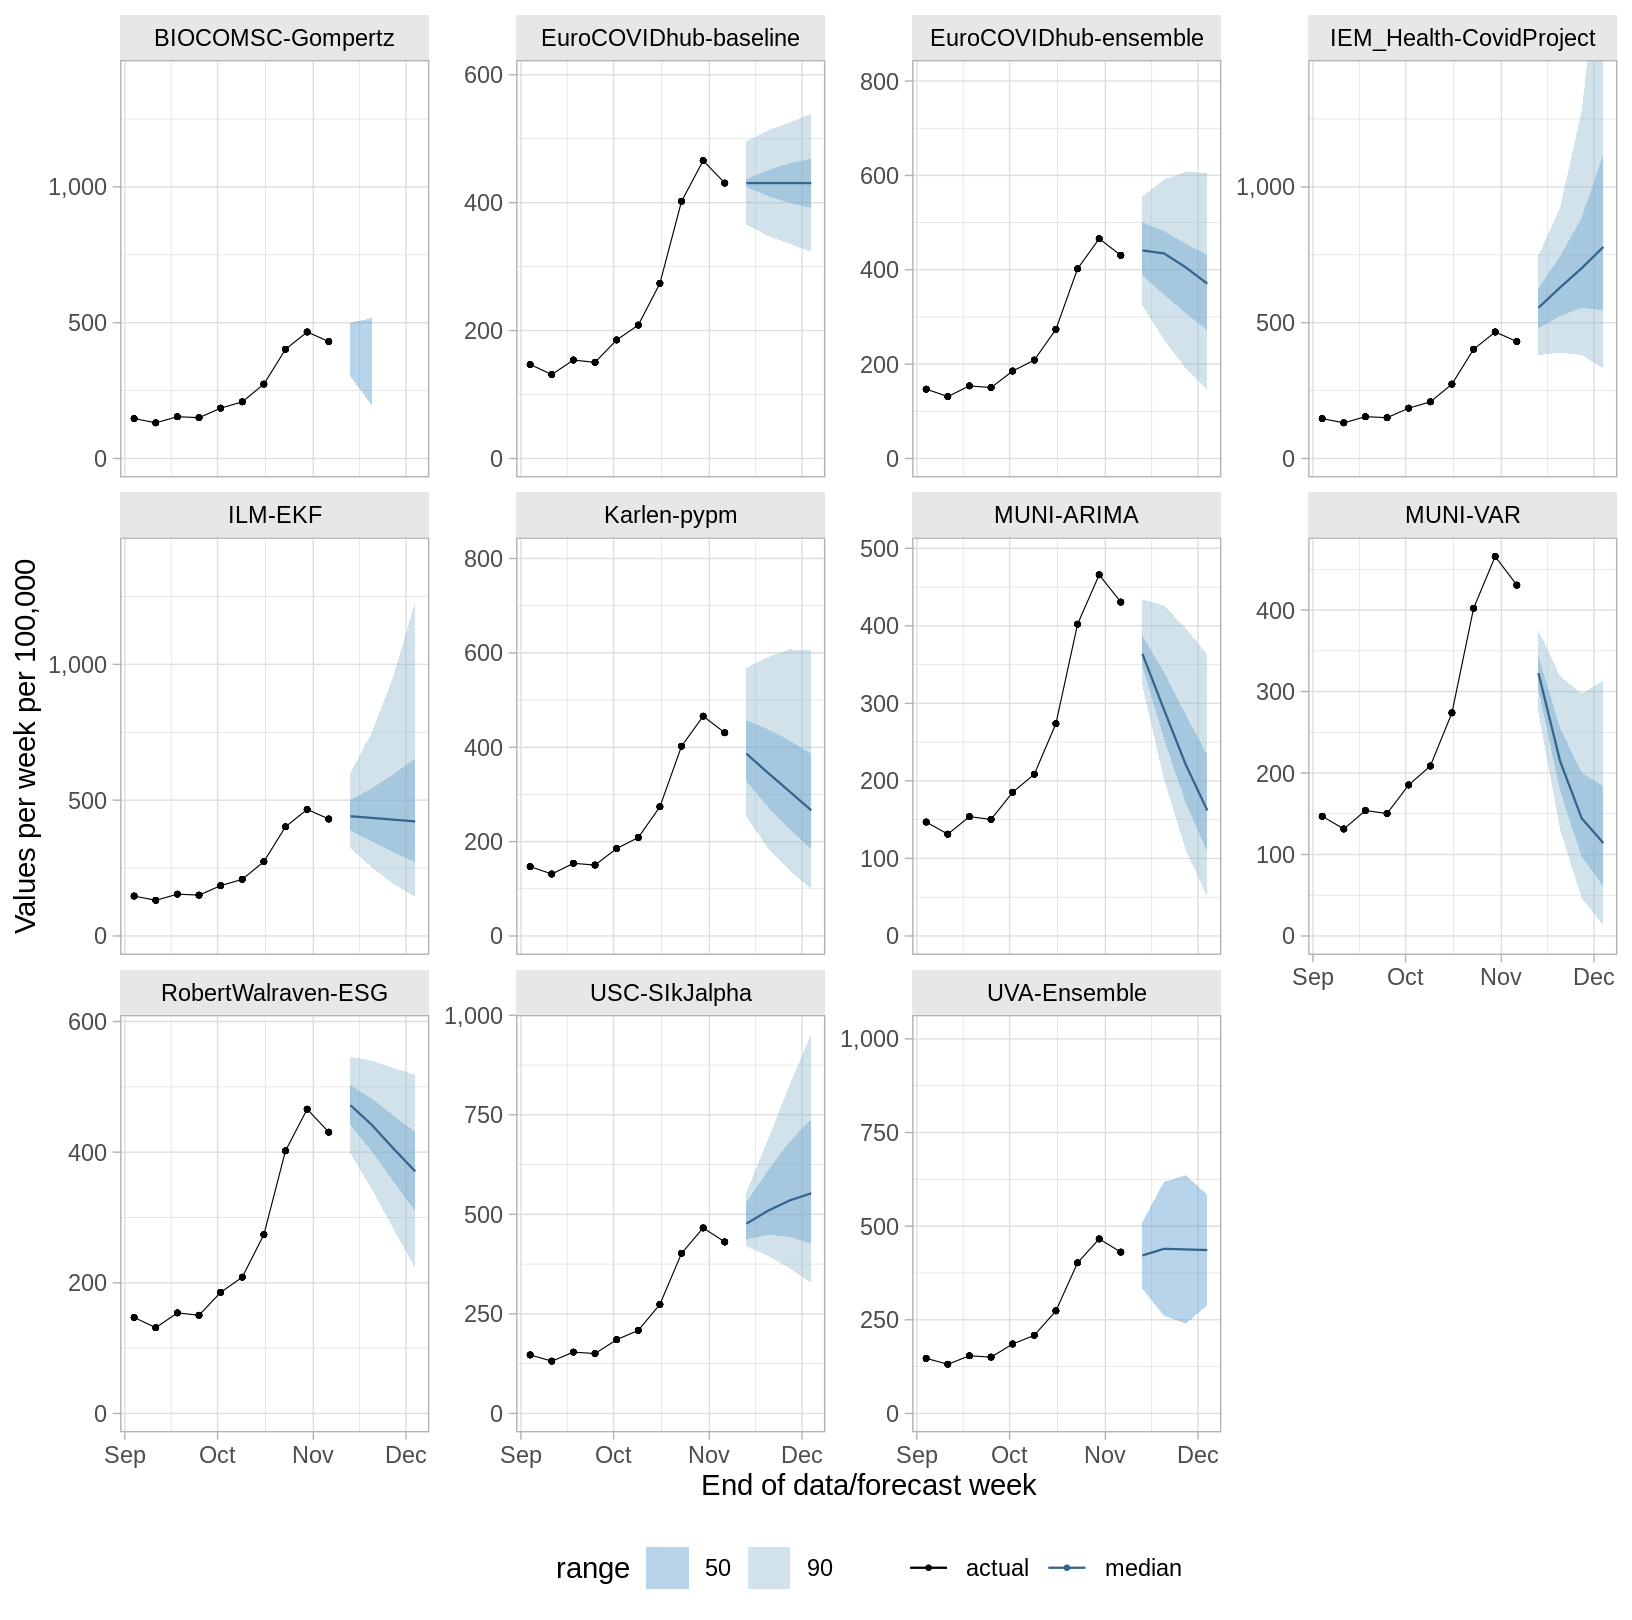 BIOCOMSC-Gompertz
EuroCOVIDhub-baseline
EuroCOVIDhub-ensemble
IEM_Health-CovidProject
1,000
500
0
600
400
200
0
800
600
400
200
0
1,000
500
0
ILM-EKF
Karlen-pypm
MUNI-ARIMA
MUNI-VAR
1,000
500
0
800
600
400
200
0
500
400
300
200
100
0
400
300
200
100
0
Sep Oct Nov Dec
RobertWalraven-ESG
USC-SIkJalpha
UVA-Ensemble
600
400
200
0
1,000
750
500
250
0
1,000
750
500
250
0
Sep Oct Nov Dec
Sep Oct Nov Dec
Sep Oct Nov Dec
Values per week per 100,000
End of data/forecast week
range 50 90 actual median